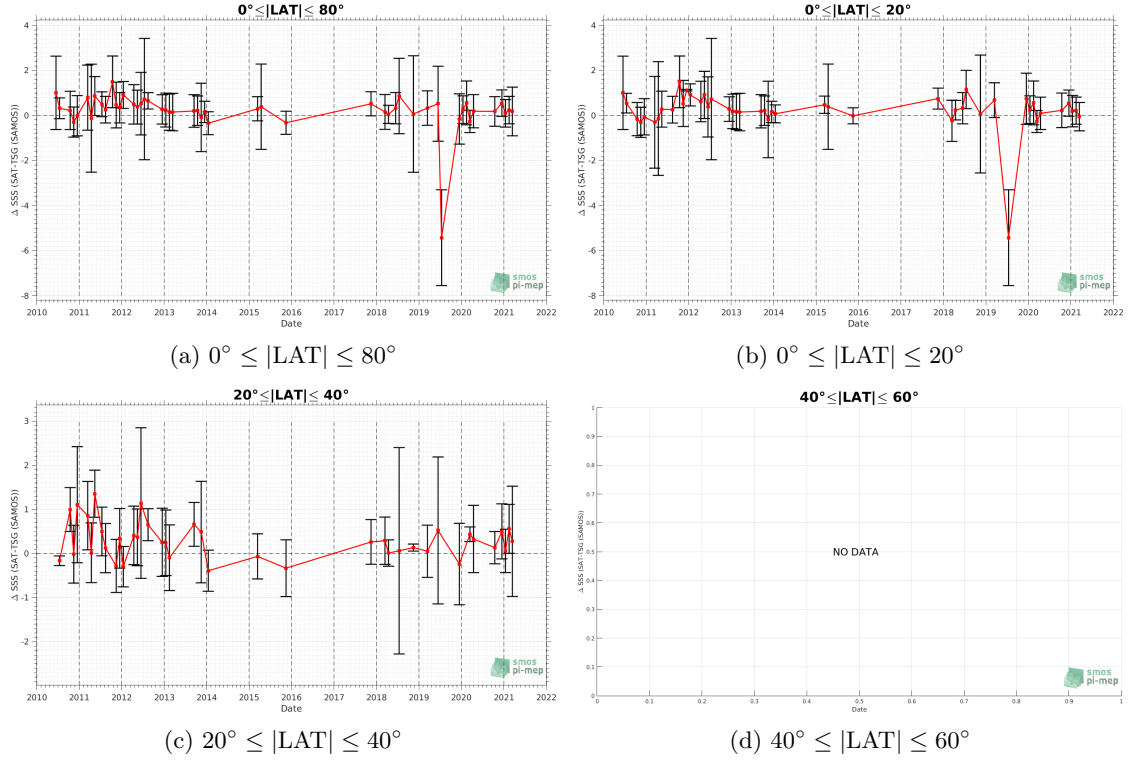 0°≤|LAT|≤ 80°
4
2
0
-2
-4
-6
-8
Δ SSS (SAT-TSG (SAMOS))
2010 2011 2012 2013 2014 2015 2016 2017 2018 2019 2020 2021 2022
Date
smos
pi-mep
(a) 0° ≤ |LAT| ≤ 80°
0°≤|LAT|≤ 20°
4
2
0
-2
-4
-6
-8
Δ SSS (SAT-TSG (SAMOS))
2010 2011 2012 2013 2014 2015 2016 2017 2018 2019 2020 2021 2022
Date
smos
pi-mep
(b) 0° ≤ |LAT| ≤ 20°
20°≤|LAT|≤ 40°
3
2
1
0
-1
-2
Δ SSS (SAT-TSG (SAMOS))
2010 2011 2012 2013 2014 2015 2016 2017 2018 2019 2020 2021 2022
Date
smos
pi-mep
(c) 20° ≤ |LAT| ≤ 40°
40°≤|LAT|≤ 60°
1
0.9
0.8
0.7
0.6
0.5
0.4
0.3
0.2
0.1
0
Δ SSS (SAT-TSG (SAMOS))
NO DATA
0 0.1 0.2 0.3 0.4 0.5 0.6 0.7 0.8 0.9 1
Date
smos
pi-mep
(d) 40° ≤ |LAT| ≤ 60°